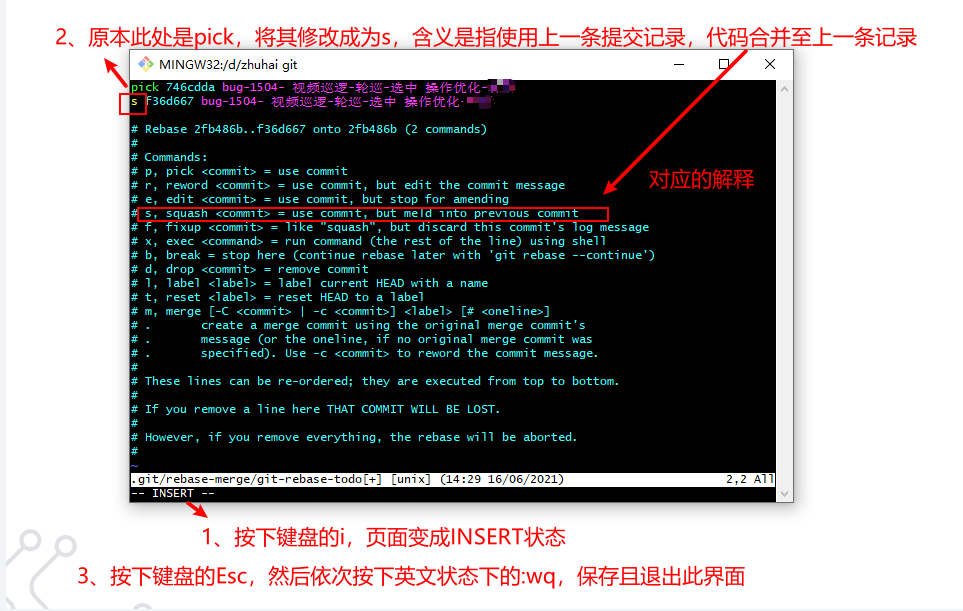 2、原本此处是pick，将其修改成为s，含义是指使用上一条提交记录，代码合并至上一条记录
MINGW32:/d/zhuhai git
pick 746cdda bug-1504- 视频巡逻-轮巡-选中 操作优化-
s f36d667 bug-1504- 视频巡逻-轮巡-选中 操作优化-
# Rebase 2fb486b..f36d667 onto 2fb486b (2 commands)
#
# Commands:
# p, pick <commit> = use commit
# r, reword <commit> = use commit, but edit the commit message
# e, edit <commit> = use commit, but stop for amending
对应的解释
# s, squash <commit> = use commit, but meld into previous commit
# f, fixup <commit> = like "squash", but discard this commit's log message
# x, exec <command> = run command (the rest of the line) using shell
# b, break = stop here (continue rebase later with 'git rebase --continue')
# d, drop <commit> = remove commit
# l, label <label> = label current HEAD with a name
# t, reset <label> = reset HEAD to a label
# m, merge [-C <commit> | -c <commit>] <label> [# <oneline>]
# .       create a merge commit using the original merge commit's
# .       message (or the oneline, if no original merge commit was
# .       specified). Use -c <commit> to reword the commit message.
#
# These lines can be re-ordered; they are executed from top to bottom.
#
# If you remove a line here THAT COMMIT WILL BE LOST.
#
# However, if you remove everything, the rebase will be aborted.
#
~
.git/rebase-merge/git-rebase-todo[+] [unix] (14:29 16/06/2021) 2,2 All
-- INSERT --
1、按下键盘的i，页面变成INSERT状态
3、按下键盘的Esc，然后依次按下英文状态下的:wq，保存且退出此界面